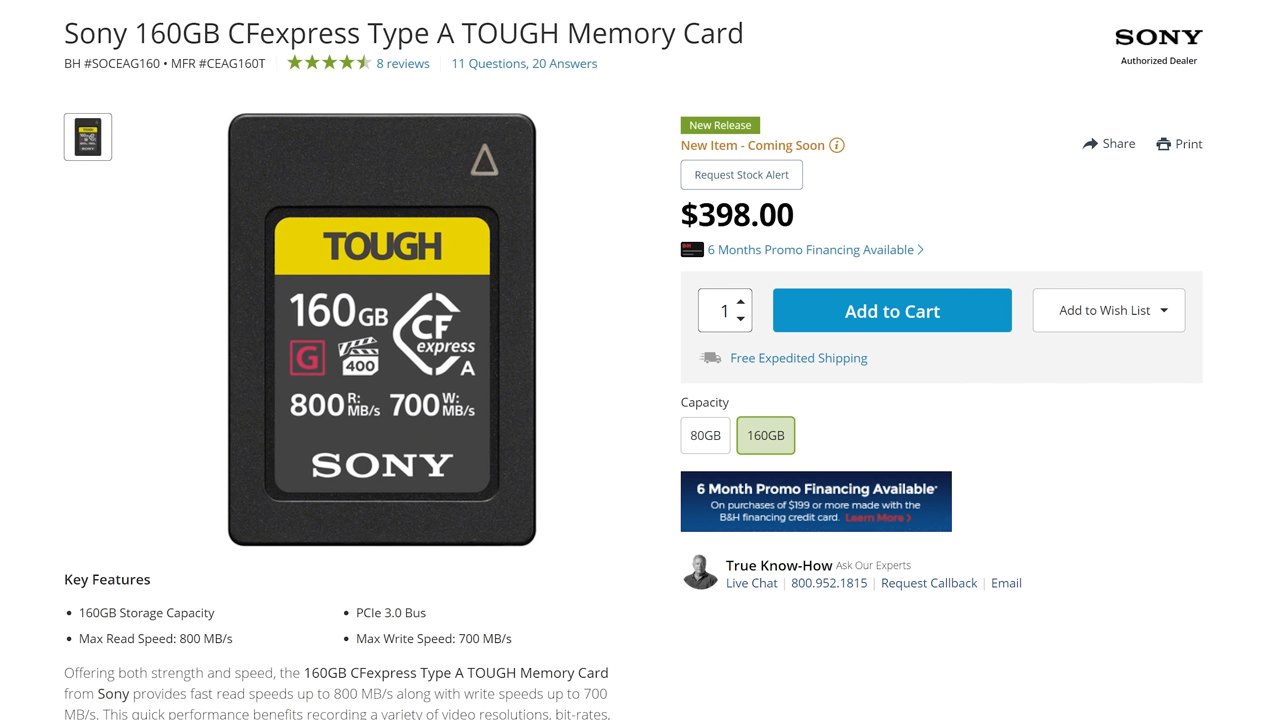 Sony 160GB CFexpress Type A TOUGH Memory Card
BH #SOCEAG160 • MFR #CEAG160T 8 reviews 11 Questions, 20 Answers
SONY
Authorized Dealer
TOUGH
160GB
CF
express
A
G
400
800 R: MB/s 700 W: MB/s
SONY
New Release
New Item - Coming Soon
Share Print
Request Stock Alert
$398.00
6 Months Promo Financing Available
1 Add to Cart Add to Wish List
Free Expedited Shipping
Capacity
80GB 160GB
6 Month Promo Financing Available*
On purchases of $199 or more made with the
B&H financing credit card. Learn More >
True Know-How Ask Our Experts
Live Chat | 800.952.1815 | Request Callback | Email
Key Features
• 160GB Storage Capacity
• PCIe 3.0 Bus
• Max Read Speed: 800 MB/s
• Max Write Speed: 700 MB/s
Offering both strength and speed, the 160GB CFexpress Type A TOUGH Memory Card
from Sony provides fast read speeds up to 800 MB/s along with write speeds up to 700
MB/s. This quick performance benefits recording a variety of video resolutions, bit-rates,